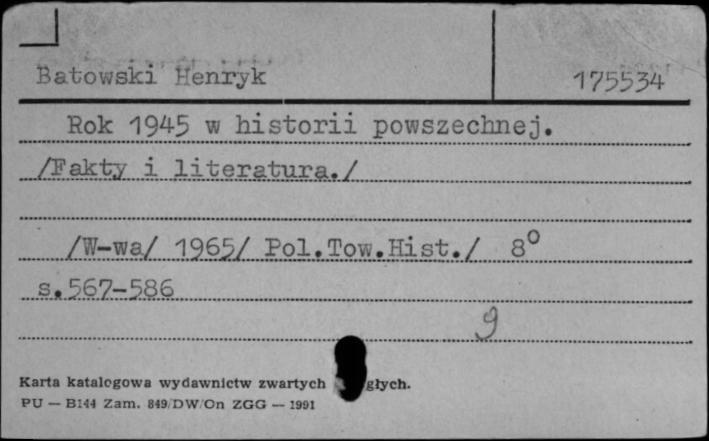 Batowski Henryk 175534
Rok 1945 w historii powszechnej.
/Fakty i literatura./
/W-wa/ 1965/ Pol.Tow.Hist./ 8°
s.567-586
9
Karta katalogowa wydawnictw zwartych głych.
PU — B144 Zam. 849/DW/On ZGG — 1991